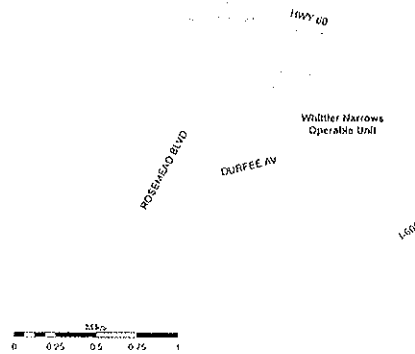 HWY 60
Whittier Narrows
Operable Unit
ROSEMEAD BLVD
DURFEE AV
0 0.25 0.5 0.75 1